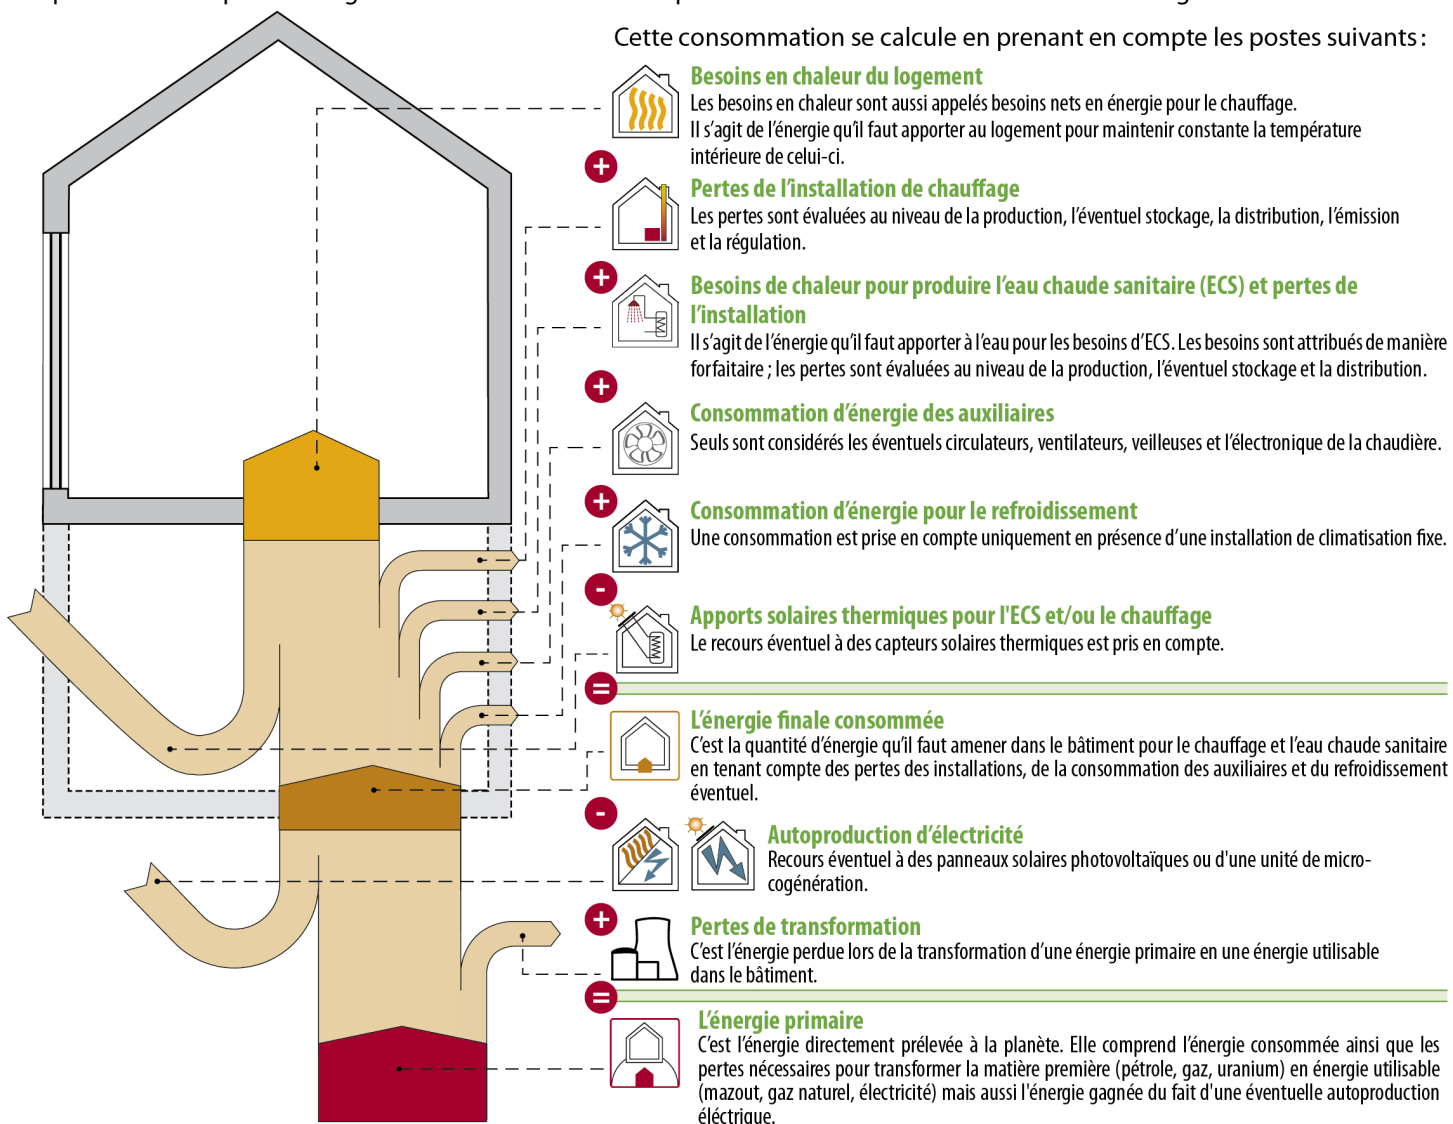 Cette consommation se calcule en prenant en compte les postes suivants :
Besoins en chaleur du logement
Les besoins en chaleur sont aussi appelés besoins nets en énergie pour le chauffage.
Il s'agit de l'énergie qu'il faut apporter au logement pour maintenir constante la température
intérieure de celui-ci.
+
Pertes de l'installation de chauffage
Les pertes sont évaluées au niveau de la production, l'éventuel stockage, la distribution, l'émission
et la régulation.
+
Besoins de chaleur pour produire l'eau chaude sanitaire (ECS) et pertes de
l'installation
Il s'agit de l'énergie qu'il faut apporter à l'eau pour les besoins d'ECS. Les besoins sont attribués de manière
forfaitaire ; les pertes sont évaluées au niveau de la production, l'éventuel stockage et la distribution.
+
Consommation d'énergie des auxiliaires
Seuls sont considérés les éventuels circulateurs, ventilateurs, veilleuses et l'électronique de la chaudière.
+
Consommation d'énergie pour le refroidissement
Une consommation est prise en compte uniquement en présence d'une installation de climatisation fixe.
-
Apports solaires thermiques pour l'ECS et/ou le chauffage
Le recours éventuel à des capteurs solaires thermiques est pris en compte.
=
L'énergie finale consommée
C'est la quantité d'énergie qu'il faut amener dans le bâtiment pour le chauffage et l'eau chaude sanitaire
en tenant compte des pertes des installations, de la consommation des auxiliaires et du refroidissement
éventuel.
-
Autoproduction d'électricité
Recours éventuel à des panneaux solaires photovoltaïques ou d'une unité de micro-
cogénération.
+
Pertes de transformation
C'est l'énergie perdue lors de la transformation d'une énergie primaire en une énergie utilisable
dans le bâtiment.
=
L'énergie primaire
C'est l'énergie directement prélevée à la planète. Elle comprend l'énergie consommée ainsi que les
pertes nécessaires pour transformer la matière première (pétrole, gaz, uranium) en énergie utilisable
(mazout, gaz naturel, électricité) mais aussi l'énergie gagnée du fait d'une éventuelle autoproduction
éléctrique.